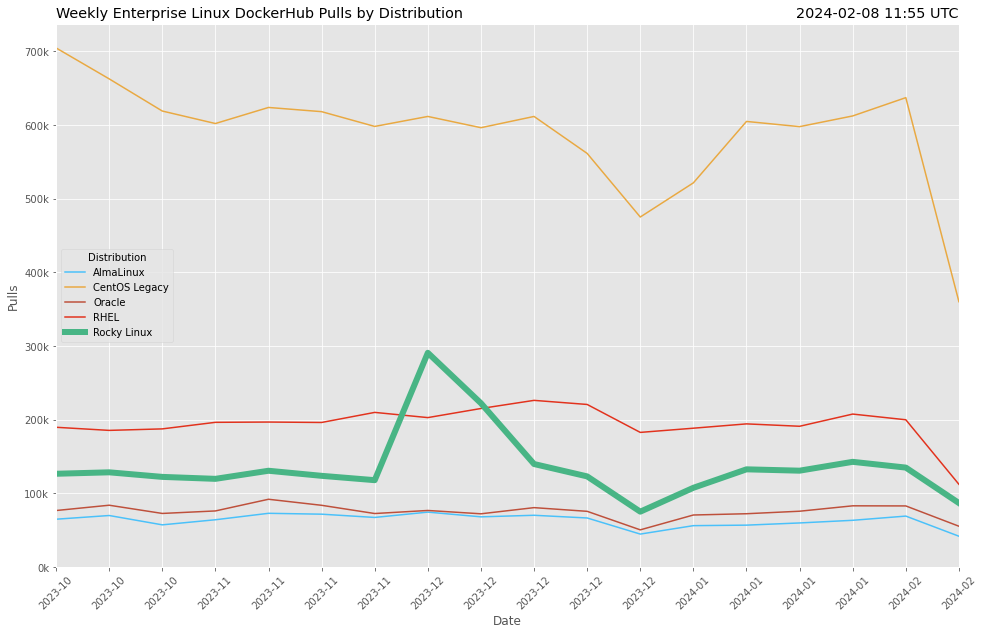 Weekly Enterprise Linux DockerHub Pulls by Distribution
2024-02-08 11:55 UTC
700k
600k
500k
400k
300k
200k
100k
0k
Pulls
Distribution
AlmaLinux
CentOS Legacy
Oracle
RHEL
Rocky Linux
2023-10
2023-10
2023-10
2023-11
2023-11
2023-11
2023-11
2023-12
2023-12
2023-12
2023-12
2023-12
2024-01
2024-01
2024-01
2024-01
2024-02
2024-02
Date